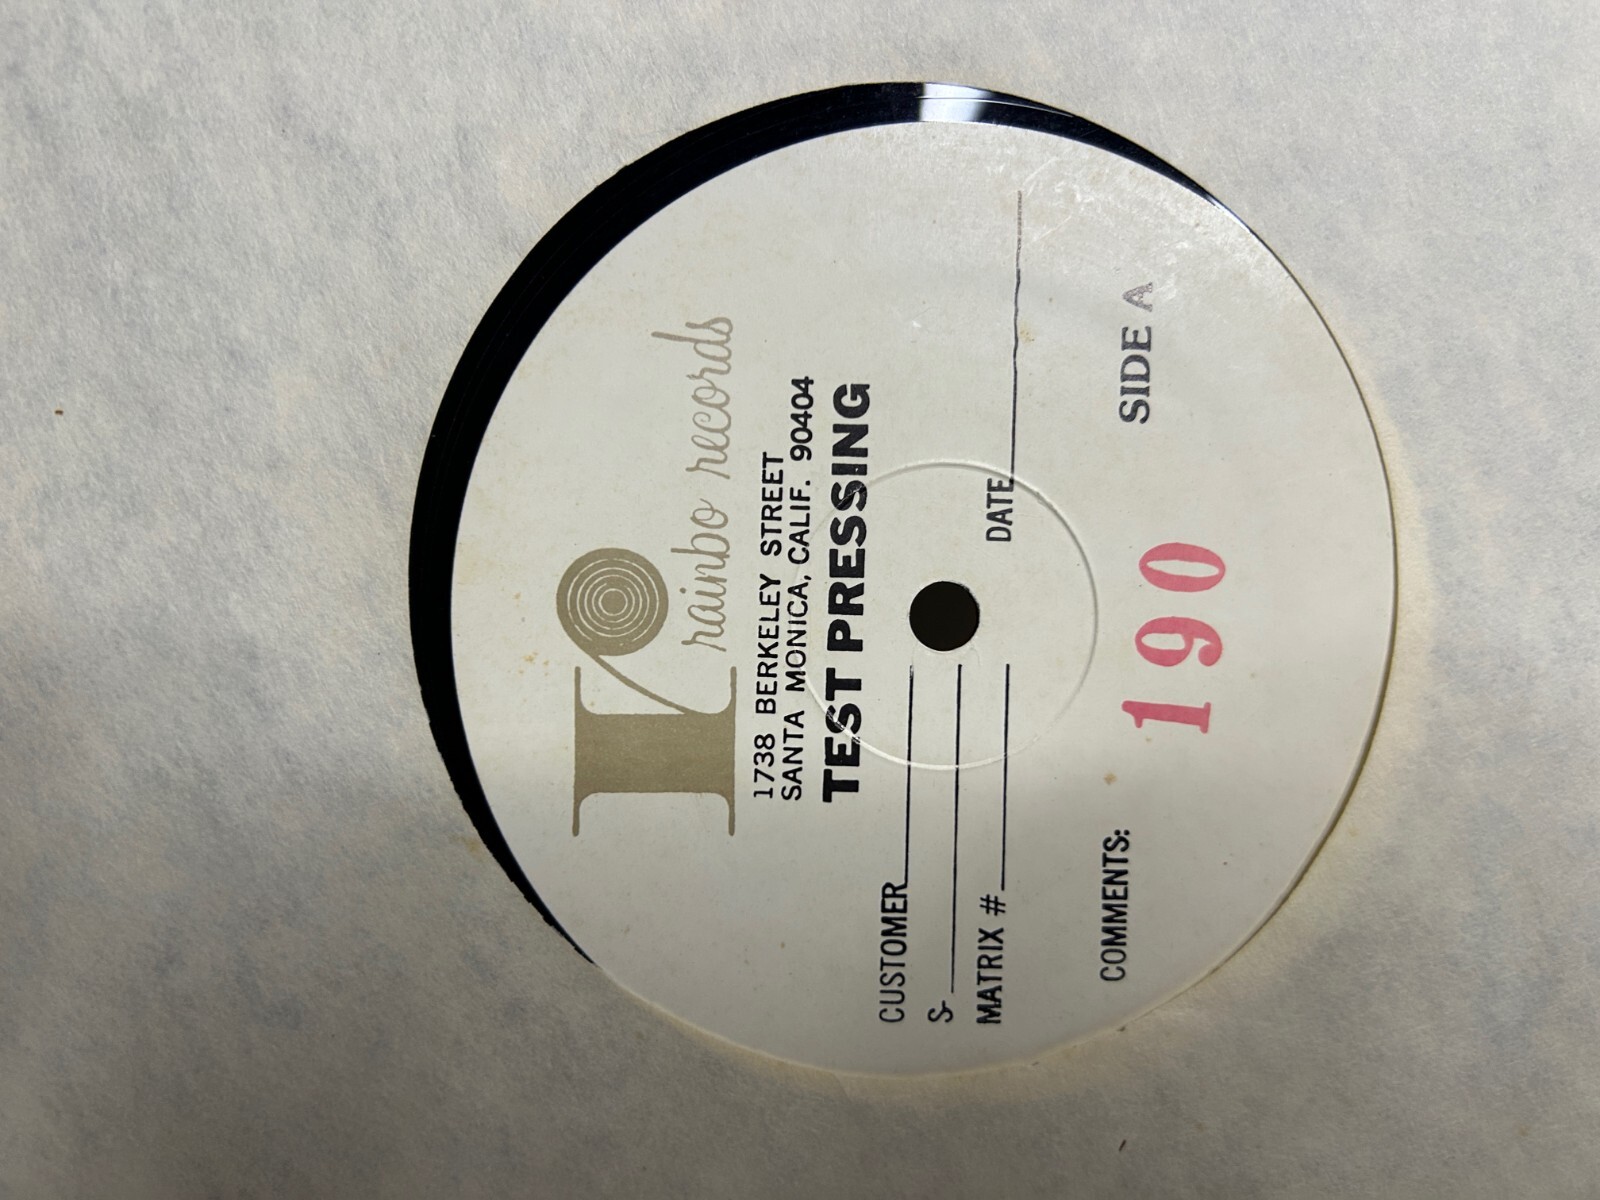 rainbo records
1738 BERKELEY STREET
SANTA MONICA, CALIF. 90404
TEST PRESSING
CUSTOMER
S-
MATRIX #
DATE
COMMENTS:
190
SIDE A